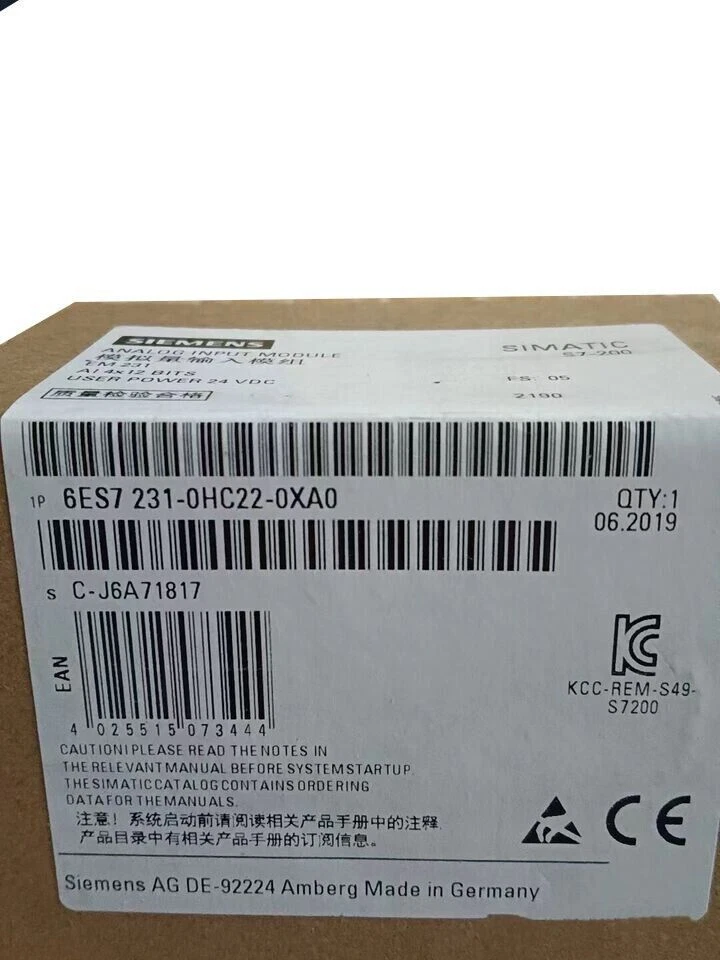 SIEMENS
ANALOG INPUT MODULE
模拟量输入模组
EM 231
AI 4x12 BITS
USER POWER 24 VDC
质量检验合格
SIMATIC
S7-200
FS: 05
2190
1P 6ES7 231-0HC22-0XA0
QTY:1
06.2019
S C-J6A71817
EAN
4 025515 073444
KCC-REM-S49-
S7200
CAUTION!PLEASE READ THE NOTES IN
THE RELEVANT MANUAL BEFORE SYSTEM STARTUP.
THE SIMATIC CATALOG CONTAINS ORDERING
DATA FOR THE MANUALS.
注意！系统启动前请阅读相关产品手册中的注释
产品目录中有相关产品手册的订阅信息。
CE
Siemens AG DE-92224 Amberg Made in Germany